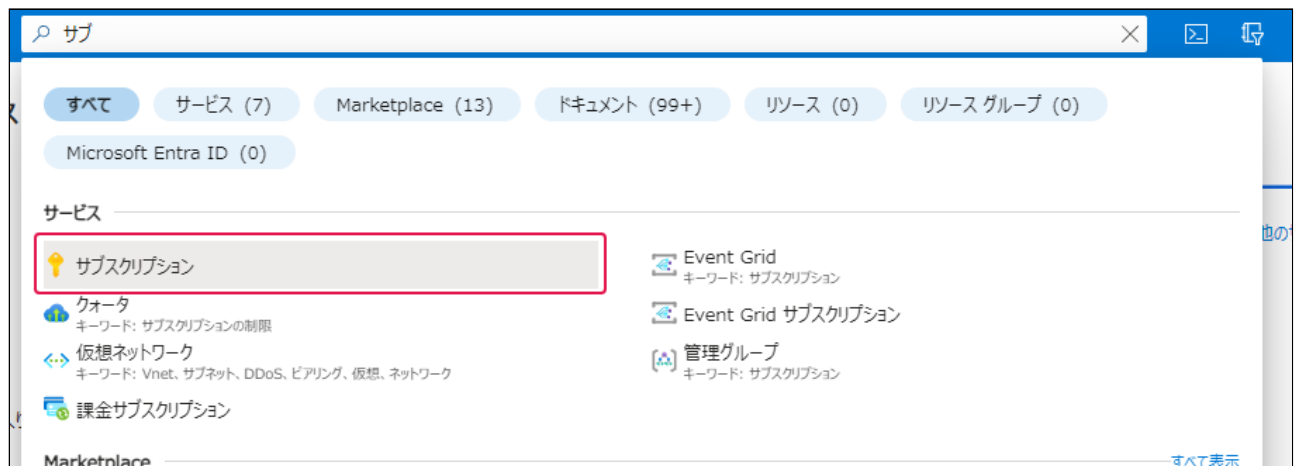 サブ
すべて
サービス (7)
Marketplace (13)
ドキュメント (99+)
リソース (0)
リソース グループ (0)
Microsoft Entra ID (0)
サービス
サブスクリプション
Event Grid
キーワード: サブスクリプション
クォータ
キーワード: サブスクリプションの制限
Event Grid サブスクリプション
仮想ネットワーク
キーワード: Vnet、サブネット、DDoS、ピアリング、仮想、ネットワーク
管理グループ
キーワード: サブスクリプション
課金サブスクリプション
Marketplace
すべて表示
他の